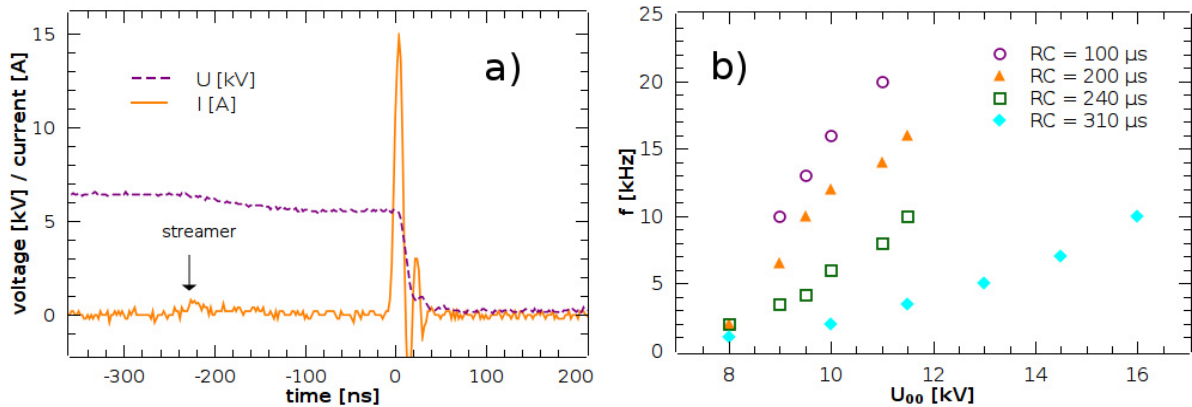 a)
U [kV]
I [A]
streamer
voltage [kV] / current [A]
15
10
5
0
-300
-200
-100
0
100
200
time [ns]
b)
RC = 100 µs
RC = 200 µs
RC = 240 µs
RC = 310 µs
f [kHz]
25
20
15
10
5
0
8
10
12
14
16
U₀₀ [kV]